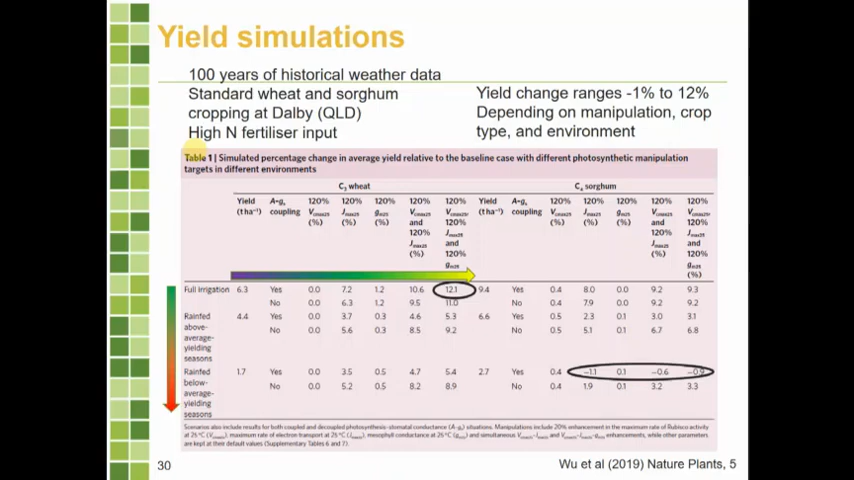 Yield simulations
100 years of historical weather data
Standard wheat and sorghum
cropping at Dalby (QLD)
High N fertiliser input
Yield change ranges -1% to 12%
Depending on manipulation, crop
type, and environment
Table 1 | Simulated percentage change in average yield relative to the baseline case with different photosynthetic manipulation
targets in different environments
C₃ wheat C₄ sorghum
Yield A–gₛ 120% 120% 120% 120% 120% Yield A–gₛ 120% 120% 120% 120% 120%
(t ha⁻¹) coupling Vcmax25 Jmax25 gm25 Vcmax25 Vcmax25, (t ha⁻¹) coupling Vcmax25 Jmax25 gm25 Vcmax25 Vcmax25,
(%) (%) (%) and 120% (%) (%) (%) and 120%
120% Jmax25 120% Jmax25
Jmax25 and Jmax25 and
(%) 120% (%) 120%
gm25 gm25
(%)
Full irrigation 6.3 Yes 0.0 7.2 1.2 10.6 12.1 9.4 Yes 0.4 8.0 0.0 9.2 9.3
No 0.0 6.3 1.2 9.5 11.0 No 0.4 7.9 0.0 9.2 9.2
Rainfed 4.4 Yes 0.0 3.7 0.3 4.6 5.3 6.6 Yes 0.5 2.3 0.1 3.0 3.1
above- No 0.0 5.6 0.3 8.5 9.2 No 0.5 5.1 0.1 6.7 6.8
average-
yielding
seasons
Rainfed 1.7 Yes 0.0 3.5 0.5 4.7 5.4 2.7 Yes 0.4 –1.1 0.1 –0.6 –0.9
below- No 0.0 5.2 0.5 8.2 8.9 No 0.4 1.9 0.1 3.2 3.3
average-
yielding
seasons
Scenarios also include results for both coupled and decoupled photosynthesis–stomatal conductance (A–gₛ) situations. Manipulations include 20% enhancement in the maximum rate of Rubisco activity
at 25 °C (Vcmax25), maximum rate of electron transport at 25 °C (Jmax25), mesophyll conductance at 25 °C (gm25) and simultaneous Vcmax25–Jmax25 and Vcmax25–Jmax25–gm25 enhancements, while other parameters
are kept at their default values (Supplementary Tables 6 and 7).
30
Wu et al (2019) Nature Plants, 5